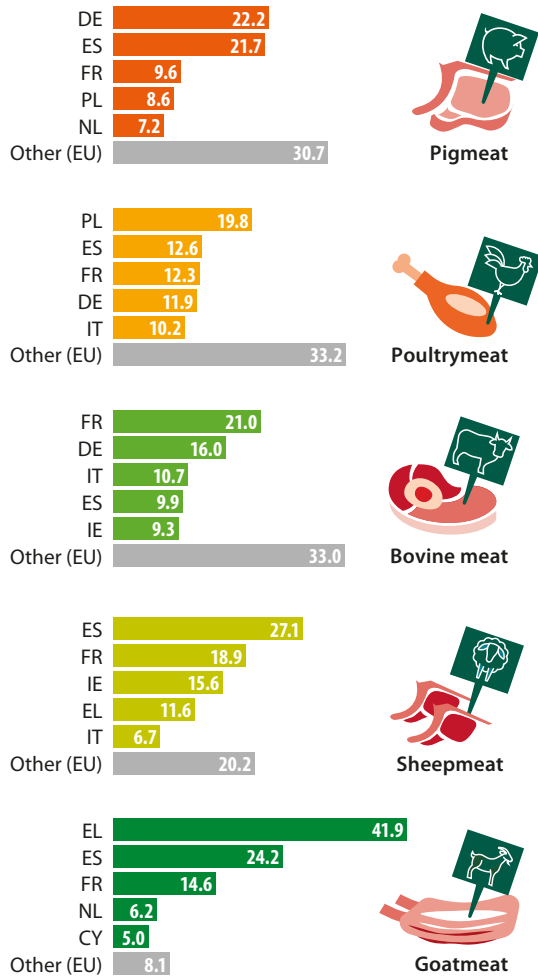 DE 22.2
ES 21.7
FR 9.6
PL 8.6
NL 7.2
Other (EU) 30.7
Pigmeat
PL 19.8
ES 12.6
FR 12.3
DE 11.9
IT 10.2
Other (EU) 33.2
Poultrymeat
FR 21.0
DE 16.0
IT 10.7
ES 9.9
IE 9.3
Other (EU) 33.0
Bovine meat
ES 27.1
FR 18.9
IE 15.6
EL 11.6
IT 6.7
Other (EU) 20.2
Sheepmeat
EL 41.9
ES 24.2
FR 14.6
NL 6.2
CY 5.0
Other (EU) 8.1
Goatmeat